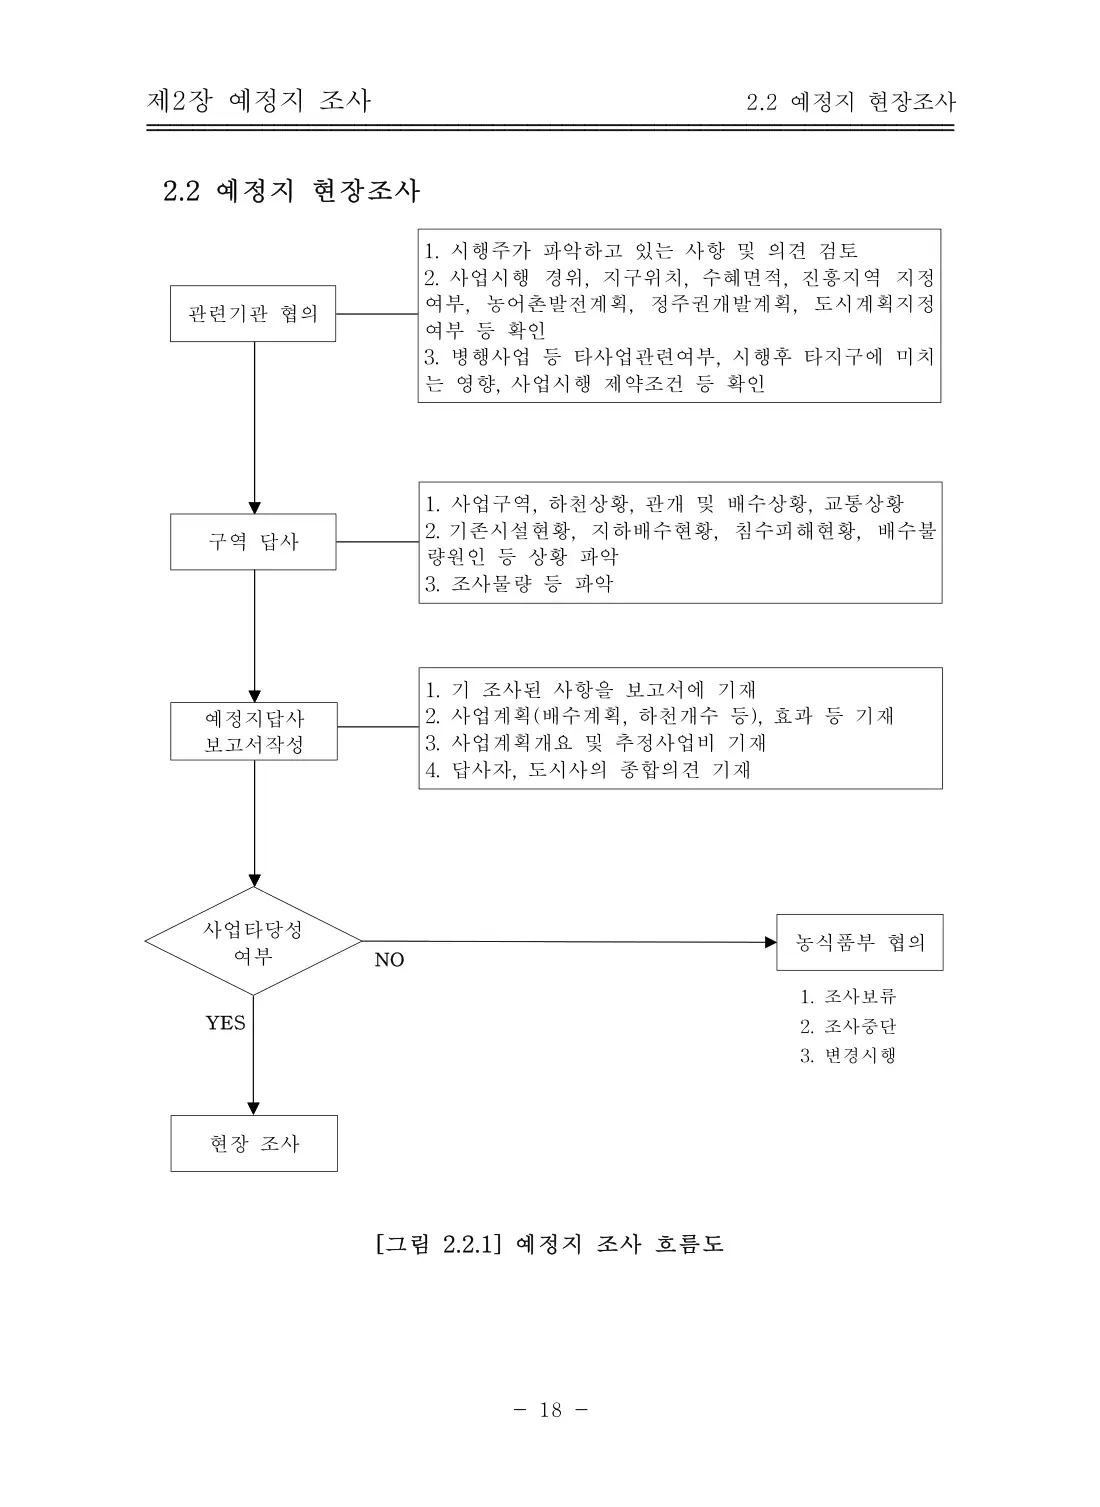 제2장 예정지 조사
2.2 예정지 현장조사
2.2 예정지 현장조사
관련기관 협의
1. 시행주가 파악하고 있는 사항 및 의견 검토
2. 사업시행 경위, 지구위치, 수혜면적, 진흥지역 지정
여부, 농어촌발전계획, 정주권개발계획, 도시계획지정
여부 등 확인
3. 병행사업 등 타사업관련여부, 시행후 타지구에 미치
는 영향, 사업시행 제약조건 등 확인
구역 답사
1. 사업구역, 하천상황, 관개 및 배수상황, 교통상황
2. 기존시설현황, 지하배수현황, 침수피해현황, 배수불
량원인 등 상황 파악
3. 조사물량 등 파악
예정지답사
보고서작성
1. 기 조사된 사항을 보고서에 기재
2. 사업계획(배수계획, 하천개수 등), 효과 등 기재
3. 사업계획개요 및 추정사업비 기재
4. 답사자, 도시사의 종합의견 기재
사업타당성
여부
NO
농식품부 협의
1. 조사보류
2. 조사중단
3. 변경시행
YES
현장 조사
[그림 2.2.1] 예정지 조사 흐름도
- 18 -